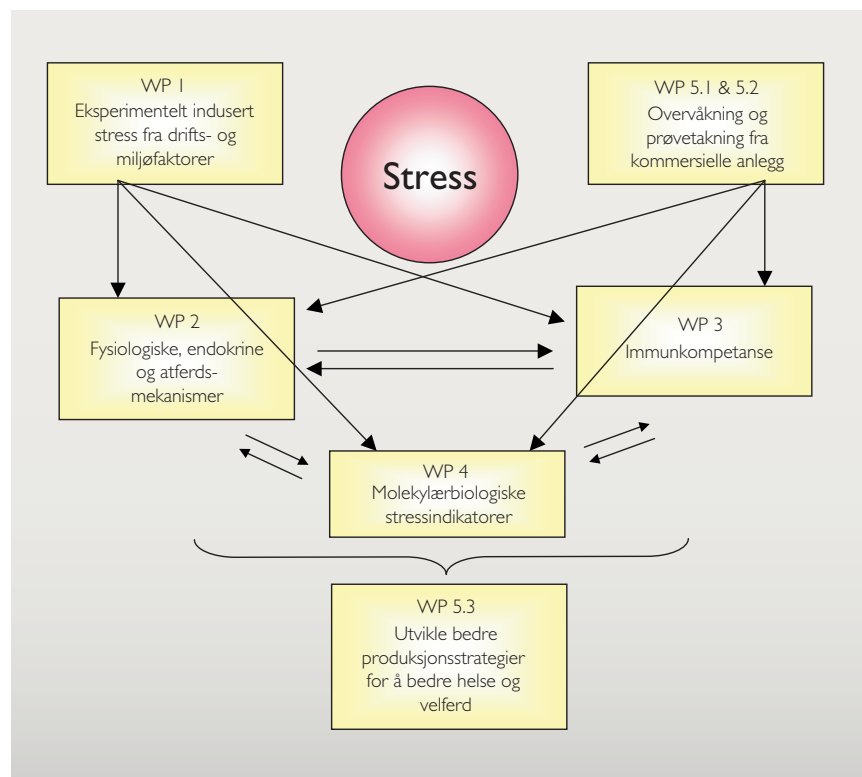 WP 1
Eksperimentelt indusert
stress fra drifts- og
miljøfaktorer
Stress
WP 5.1 & 5.2
Overvåkning og
prøvetakning fra
kommersielle anlegg
WP 2
Fysiologiske, endokrine
og atferds-
mekanismer
WP 3
Immunkompetanse
WP 4
Molekylærbiologiske
stressindikatorer
WP 5.3
Utvikle bedre
produksjonsstrategier
for å bedre helse og
velferd